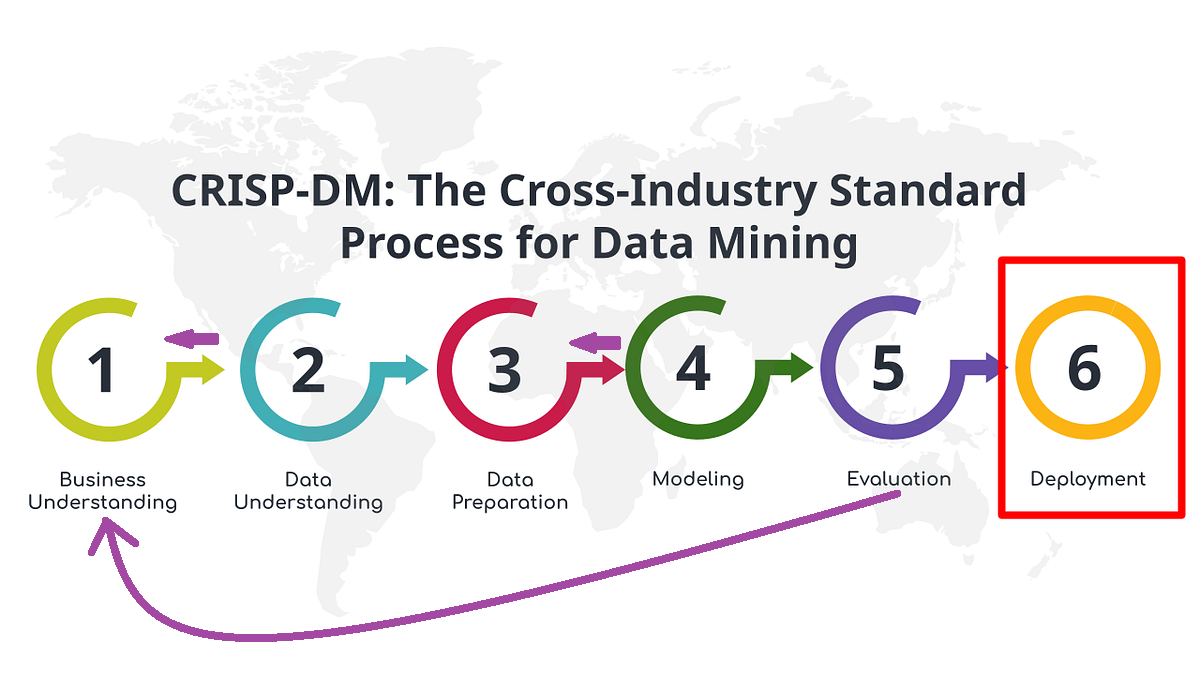 CRISP-DM: The Cross-Industry Standard
Process for Data Mining
1
2
3
4
5
6
Business
Understanding
Data
Understanding
Data
Preparation
Modeling
Evaluation
Deployment